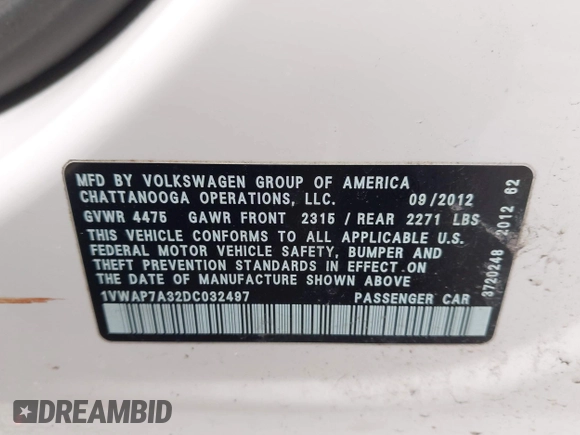 MFD BY VOLKSWAGEN GROUP OF AMERICA
CHATTANOOGA OPERATIONS, LLC. 09/2012
GVWR 4475 GAWR FRONT 2315/REAR 2271 LBS
THIS VEHICLE CONFORMS TO ALL APPLICABLE U.S.
FEDERAL MOTOR VEHICLE SAFETY, BUMPER AND
THEFT PREVENTION STANDARDS IN EFFECT ON
THE DATE OF MANUFACTURE SHOWN ABOVE
1VWAP7A32DC032497 PASSENGER CAR
3720248 2012 62
DREAMBID